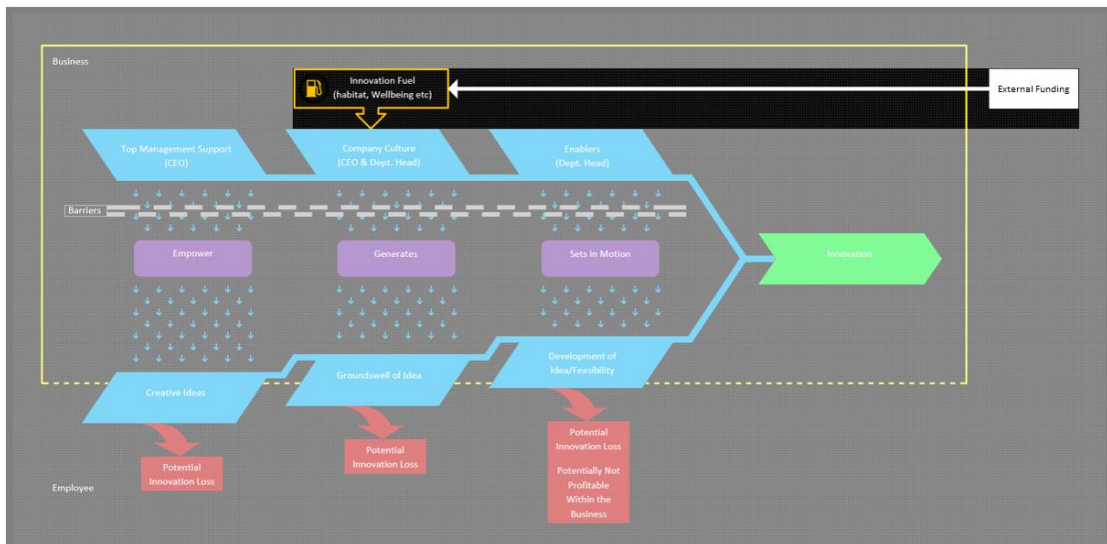 Business
Innovation Fuel
(habitat, Wellbeing etc)
External Funding
Top Management Support
(CEO)
Company Culture
(CEO & Dept. Head)
Enablers
(Dept. Head)
Barriers
Empower
Generates
Sets in Motion
Innovation
Development of
Idea/Feasibility
Groundswell of Idea
Creative Ideas
Potential
Innovation Loss
Potential
Innovation Loss
Potential
Innovation Loss
Potentially Not
Profitable
Within the
Business
Employee